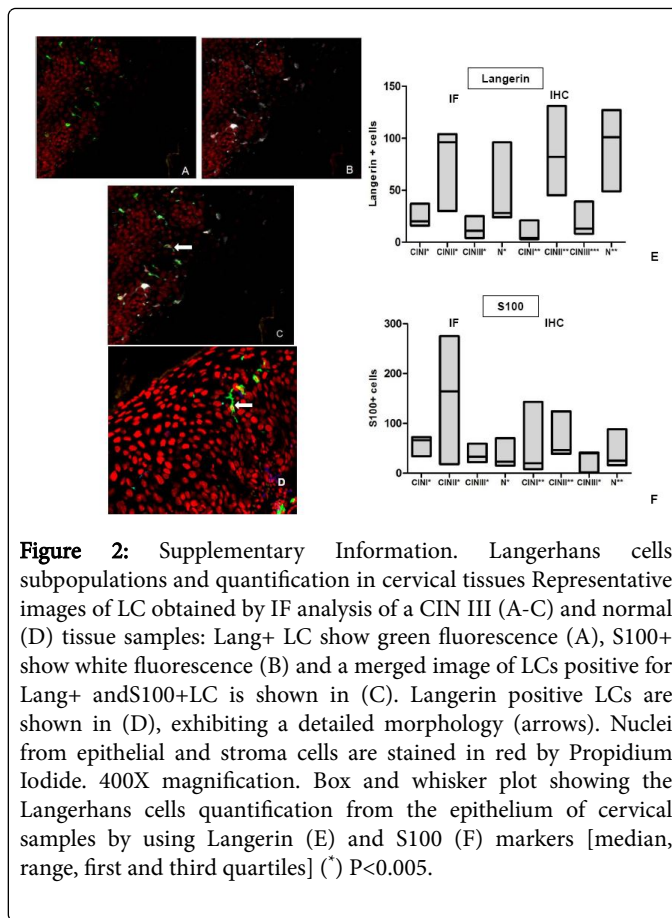 A
B
C
D
Langerin
IF
IHC
Langerin + cells
150
100
50
0
CINI*
CINII*
CINIII*
N*
CINI**
CINII**
CINIII***
N**
E
S100
IF
IHC
S100+ cells
300
200
100
0
CINI*
CINII*
CINIII*
N*
CINI**
CINII**
CINIII*
N**
F
Figure 2: Supplementary Information. Langerhans cells
subpopulations and quantification in cervical tissues Representative
images of LC obtained by IF analysis of a CIN III (A-C) and normal
(D) tissue samples: Lang+ LC show green fluorescence (A), S100+
show white fluorescence (B) and a merged image of LCs positive for
Lang+ andS100+LC is shown in (C). Langerin positive LCs are
shown in (D), exhibiting a detailed morphology (arrows). Nuclei
from epithelial and stroma cells are stained in red by Propidium
Iodide. 400X magnification. Box and whisker plot showing the
Langerhans cells quantification from the epithelium of cervical
samples by using Langerin (E) and S100 (F) markers [median,
range, first and third quartiles] (*) P<0.005.